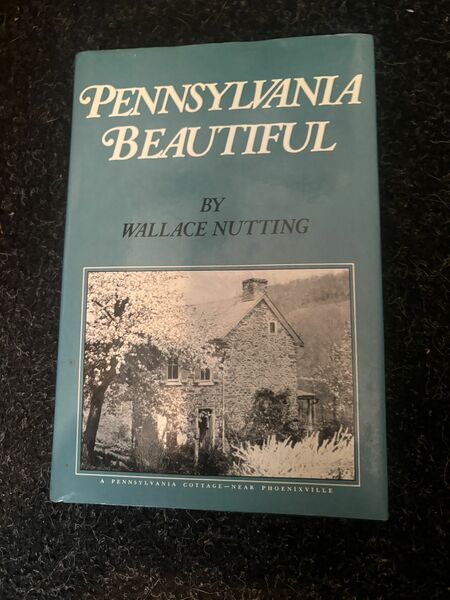 PENNSYLVANIA
BEAUTIFUL
BY
WALLACE NUTTING
A PENNSYLVANIA COTTAGE—NEAR PHOENIXVILLE